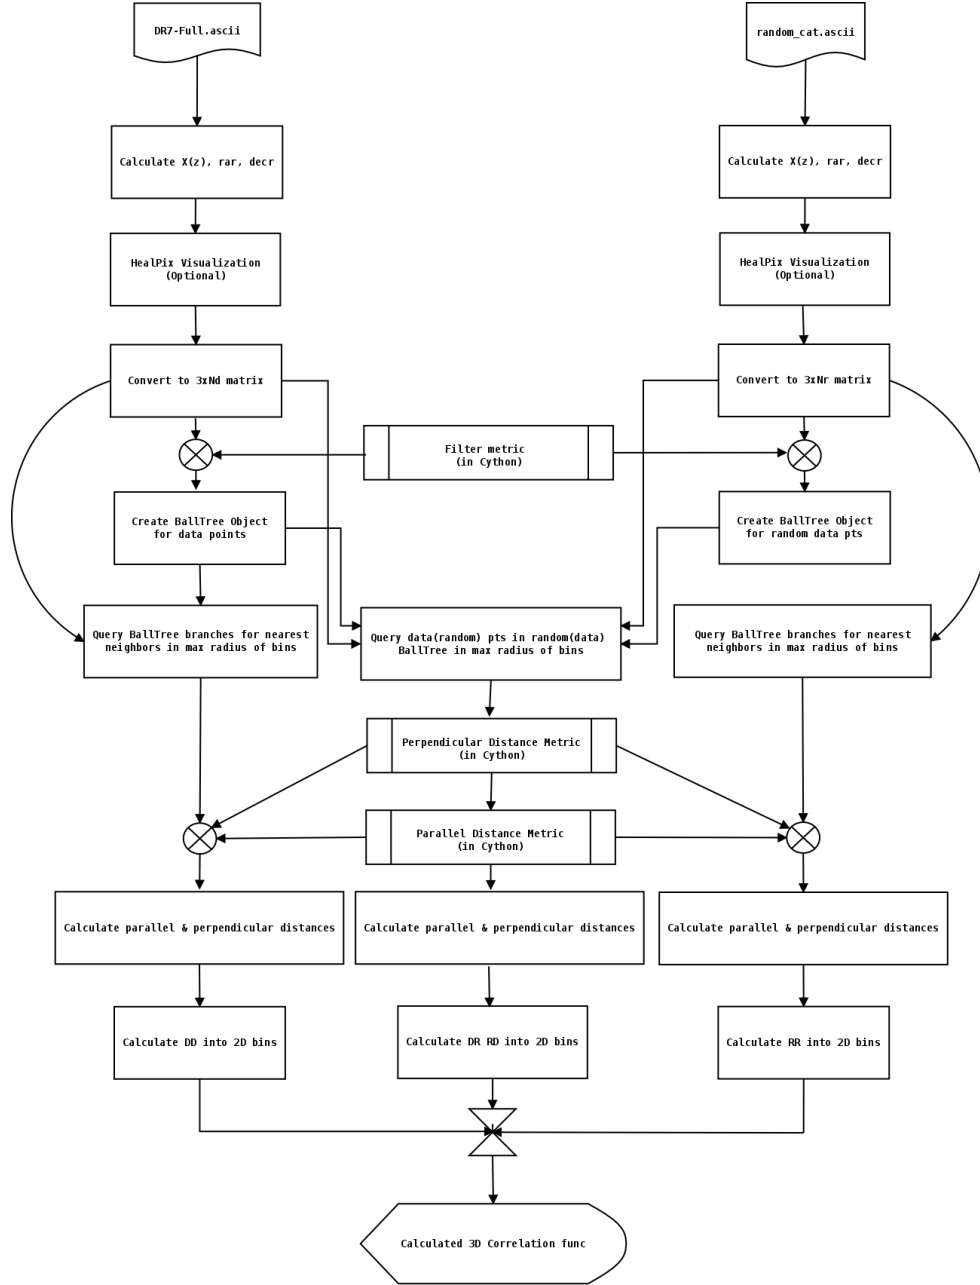 DR7-Full.ascii
random_cat.ascii
Calculate X(z), rar, decr
Calculate X(z), rar, decr
HealPix Visualization
(Optional)
HealPix Visualization
(Optional)
Convert to 3xNd matrix
Convert to 3xNr matrix
Filter metric
(in Cython)
Create BallTree Object
for data points
Create BallTree Object
for random data pts
Query BallTree branches for nearest
neighbors in max radius of bins
Query data(random) pts in random(data)
BallTree in max radius of bins
Query BallTree branches for nearest
neighbors in max radius of bins
Perpendicular Distance Metric
(in Cython)
Parallel Distance Metric
(in Cython)
Calculate parallel & perpendicular distances
Calculate parallel & perpendicular distances
Calculate parallel & perpendicular distances
Calculate DD into 2D bins
Calculate DR RD into 2D bins
Calculate RR into 2D bins
Calculated 3D Correlation func